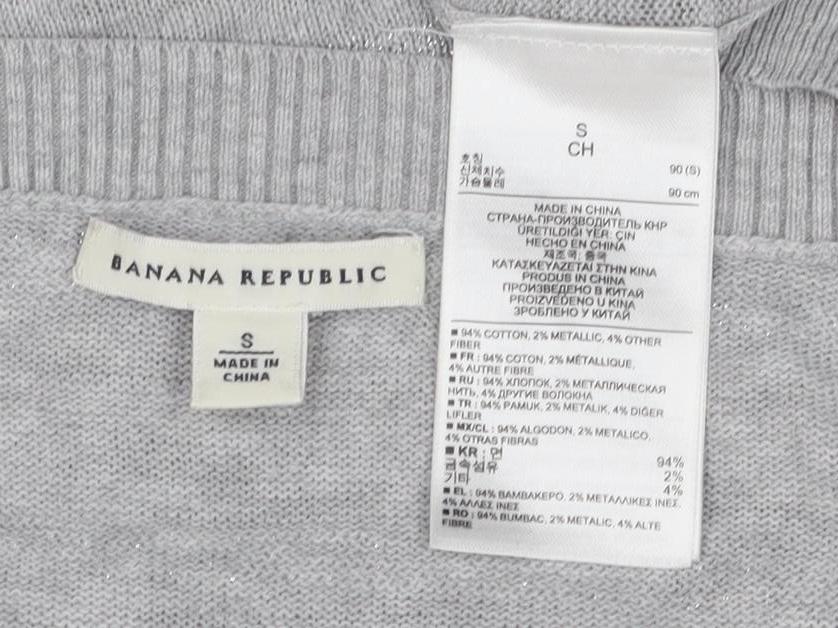 BANANA REPUBLIC
S
MADE IN
CHINA
S
CH
호칭 90 (S)
신체치수
가슴둘레 90 cm
MADE IN CHINA
СТРАНА-ПРОИЗВОДИТЕЛЬ КНР
ÜRETILDIĞI YER: ÇIN
HECHO EN CHINA
제조국: 중국
ΚΑΤΑΣΚΕΥΑΖΕΤΑΙ ΣΤΗΝ ΚΙΝΑ
PRODUS IN CHINA
ПРОИЗВЕДЕНО В КИТАЙ
PROIZVEDENO U KINA
ЗРОБЛЕНО У КИТАЙ
■ 94% COTTON, 2% METALLIC, 4% OTHER
FIBER
■ FR : 94% COTON, 2% MÉTALLIQUE,
4% AUTRE FIBRE
■ RU : 94% ХЛОПОК, 2% МЕТАЛЛИЧЕСКАЯ
НИТЬ, 4% ДРУГИЕ ВОЛОКНА
■ TR : 94% PAMUK, 2% METALIK, 4% DIĞER
LIFLER
■ MX/CL : 94% ALGODON, 2% METALICO,
4% OTRAS FIBRAS
■ KR : 면 94%
금속섬유 2%
기타 4%
■ EL : 94% ΒΑΜΒΑΚΕΡΟ, 2% ΜΕΤΑΛΛΙΚΕΣ ΙΝΕΣ,
4% ΑΛΛΕΣ ΙΝΕΣ
■ RO : 94% BUMBAC, 2% METALIC, 4% ALTE
FIBRE